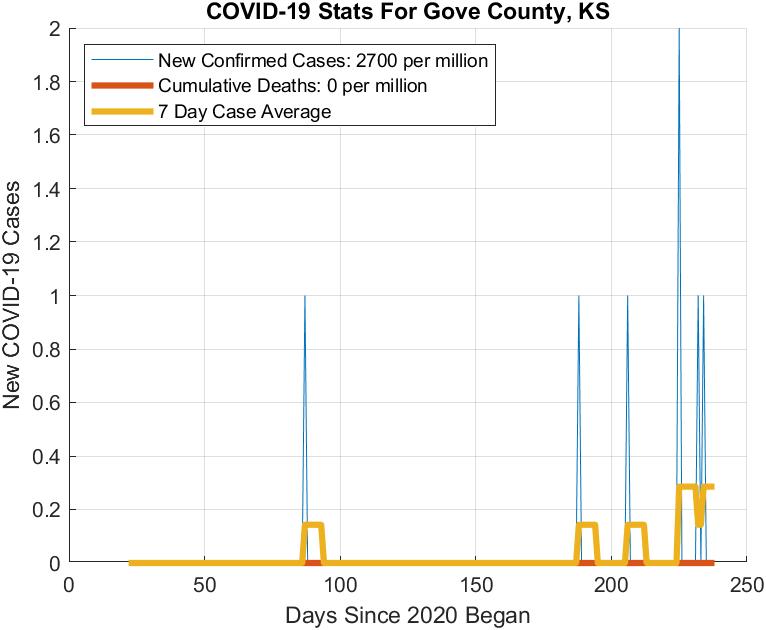 COVID-19 Stats For Gove County, KS
New Confirmed Cases: 2700 per million
Cumulative Deaths: 0 per million
7 Day Case Average
New COVID-19 Cases
2
1.8
1.6
1.4
1.2
1
0.8
0.6
0.4
0.2
0
0 50 100 150 200 250
Days Since 2020 Began